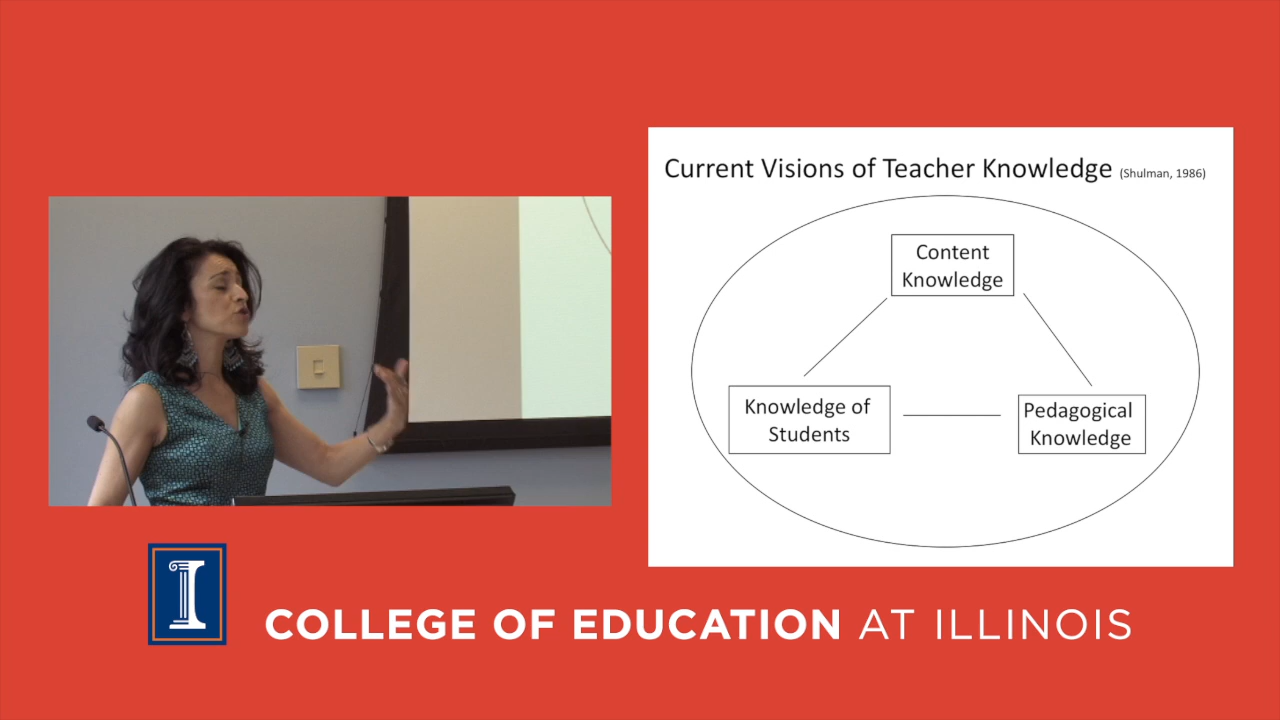 Current Visions of Teacher Knowledge (Shulman, 1986)
Content
Knowledge
Knowledge of
Students
Pedagogical
Knowledge
I
COLLEGE OF EDUCATION AT ILLINOIS